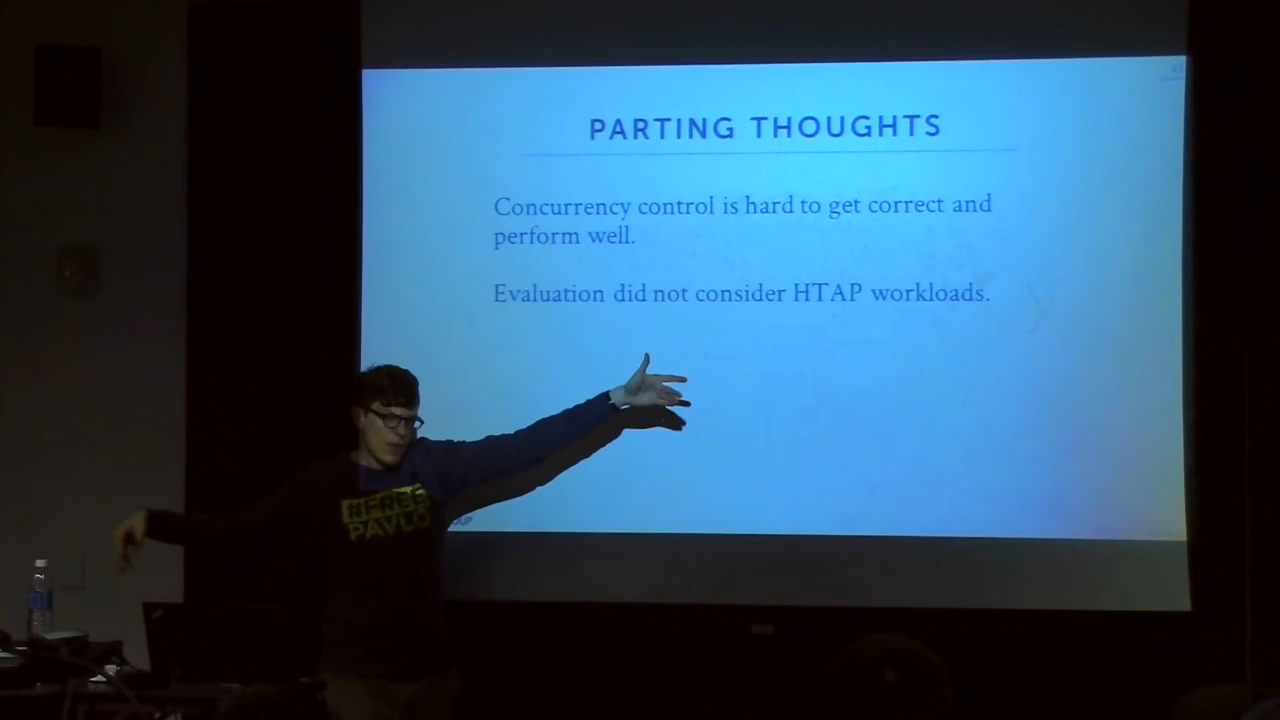 PARTING THOUGHTS
Concurrency control is hard to get correct and
perform well.
Evaluation did not consider HTAP workloads.
#FREE
PAVLO